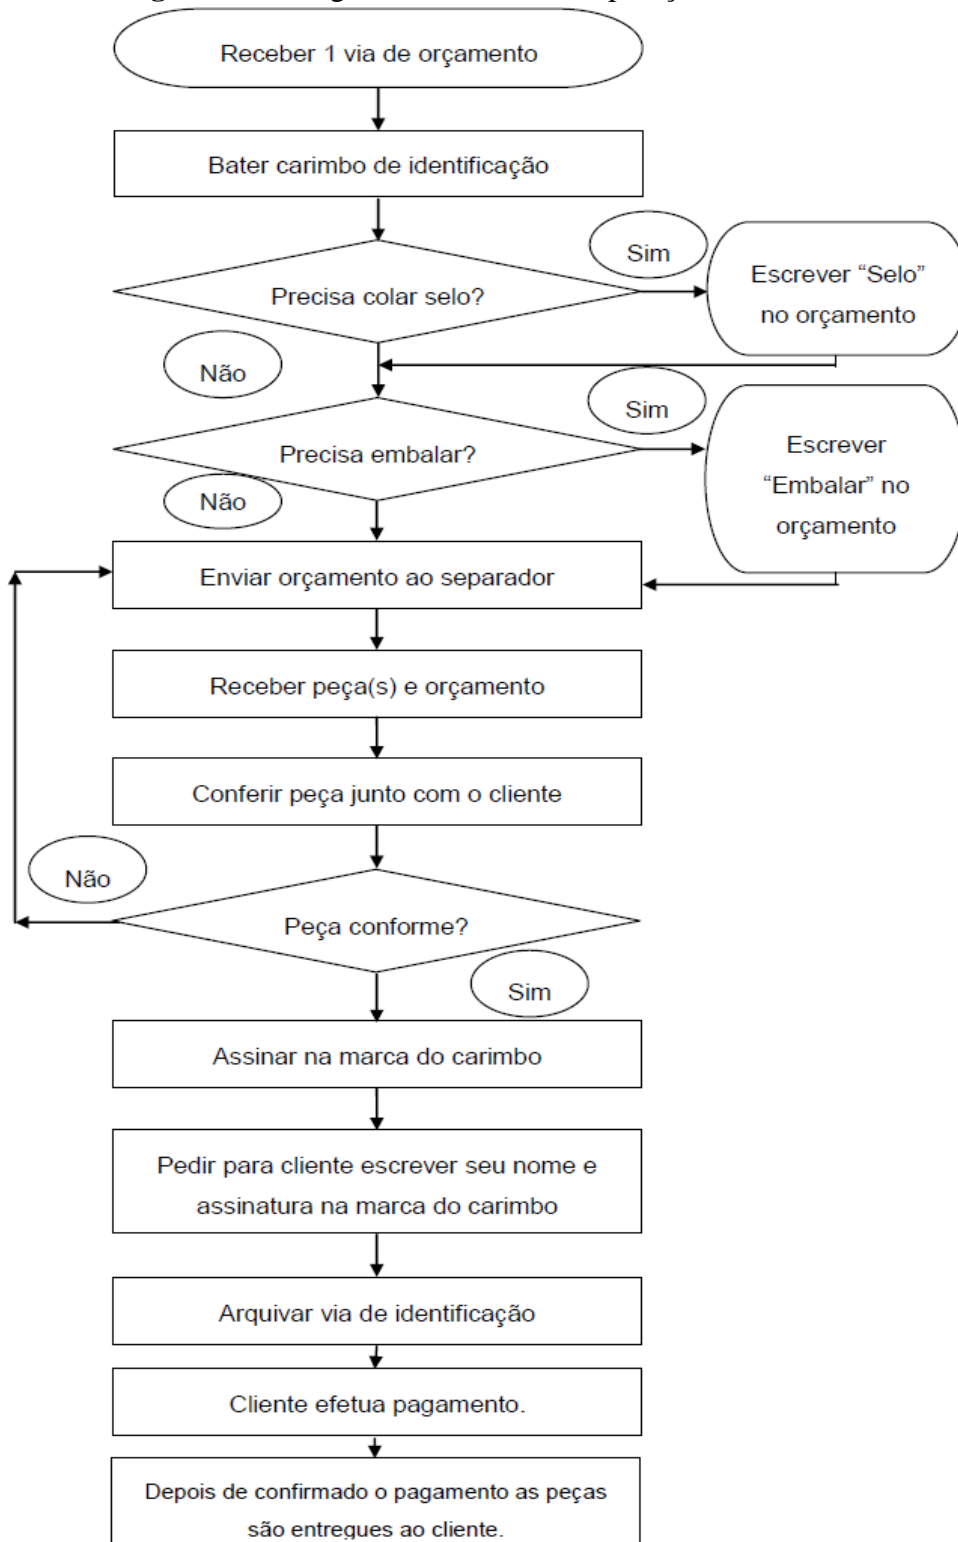 Receber 1 via de orçamento
Bater carimbo de identificação
Precisa colar selo?
Sim
Escrever “Selo”
no orçamento
Não
Precisa embalar?
Sim
Escrever
“Embalar” no
orçamento
Não
Enviar orçamento ao separador
Receber peça(s) e orçamento
Conferir peça junto com o cliente
Não
Peça conforme?
Sim
Assinar na marca do carimbo
Pedir para cliente escrever seu nome e
assinatura na marca do carimbo
Arquivar via de identificação
Cliente efetua pagamento.
Depois de confirmado o pagamento as peças
são entregues ao cliente.